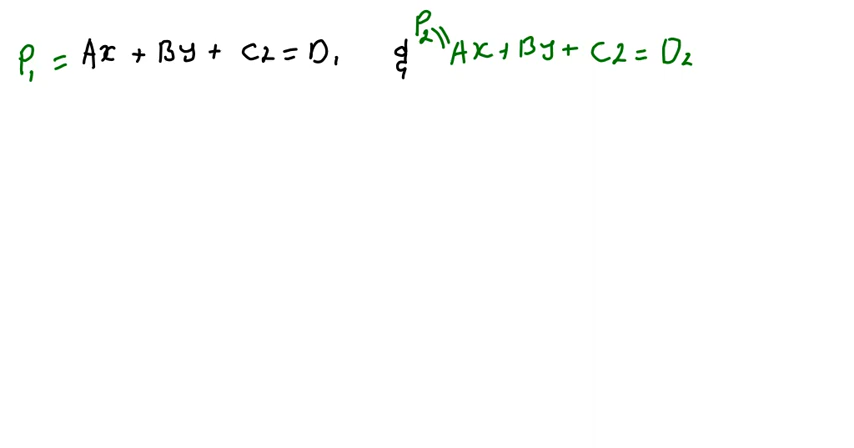 P₁ = Ax + By + Cz = D₁ & P₂ \\ Ax + By + Cz = D₂